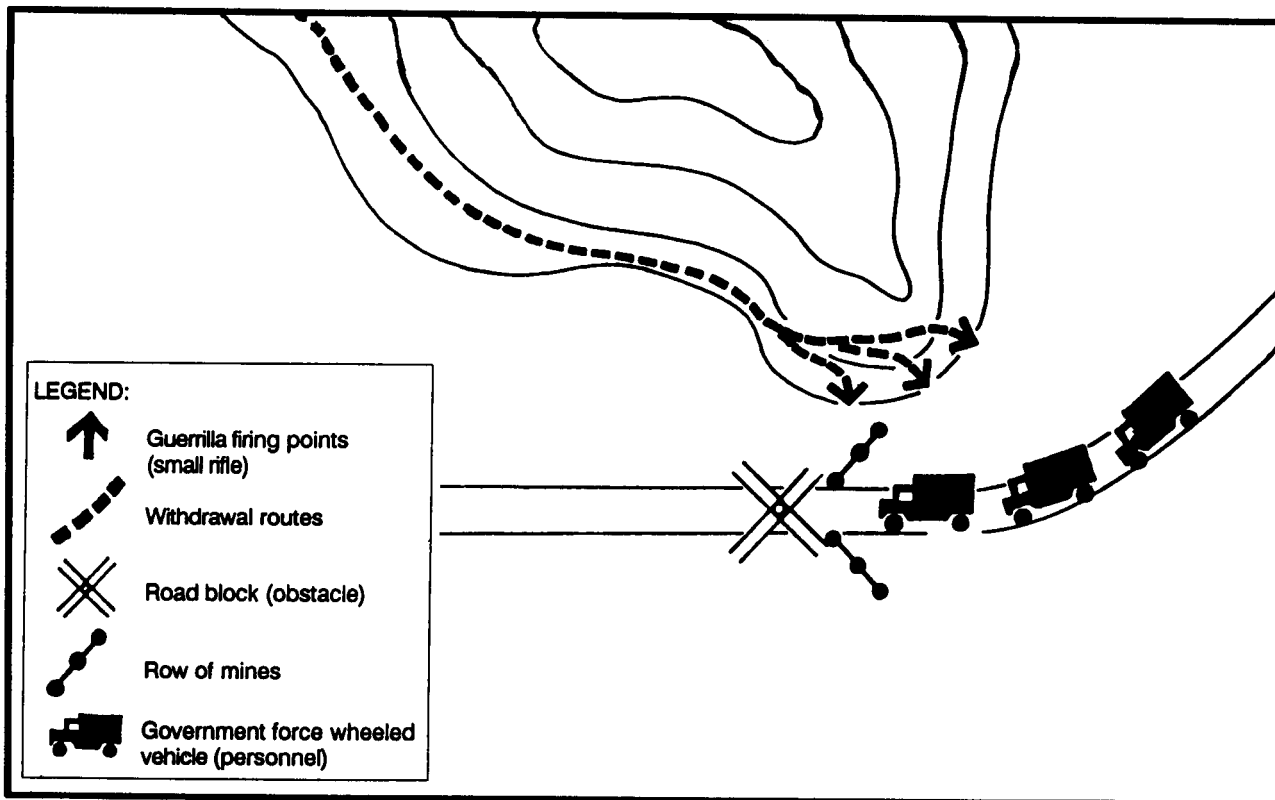 LEGEND:
Guerrilla firing points
(small rifle)
Withdrawal routes
Road block (obstacle)
Row of mines
Government force wheeled
vehicle (personnel)